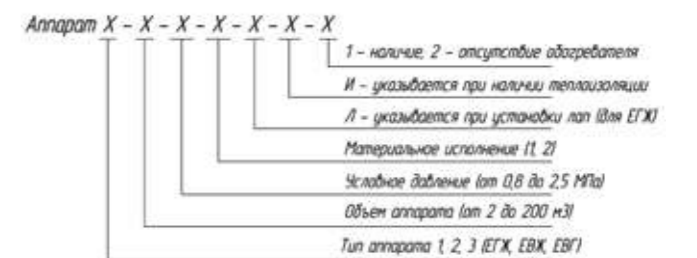 Аппарат Х – Х – Х – Х – Х – Х – Х
1 – наличие, 2 – отсутствие обогревателя
И – указывается при наличии теплоизоляции
Л – указывается при установки лап (для ЕГЖ)
Материальное исполнение (1, 2)
Условное давление (от 0,8 до 2,5 МПа)
Объем аппарата (от 2 до 200 м3)
Тип аппарата 1, 2, 3 (ЕГЖ, ЕВЖ, ЕВГ)